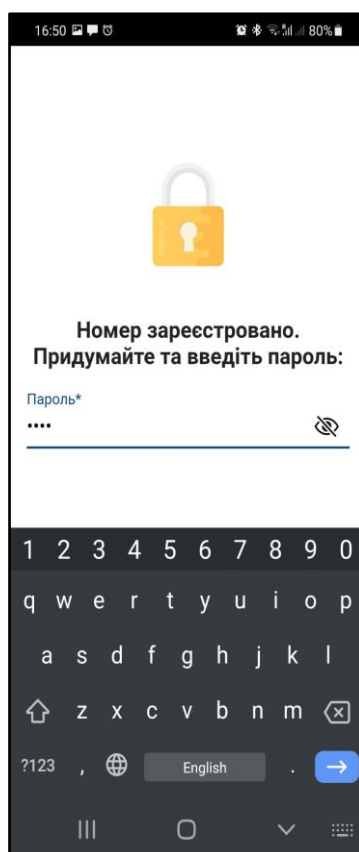 16:50 80%
Номер зареєстровано.
Придумайте та введіть пароль:
Пароль*
••••
1 2 3 4 5 6 7 8 9 0
q w e r t y u i o p
a s d f g h j k l
z x c v b n m
?123 , English .